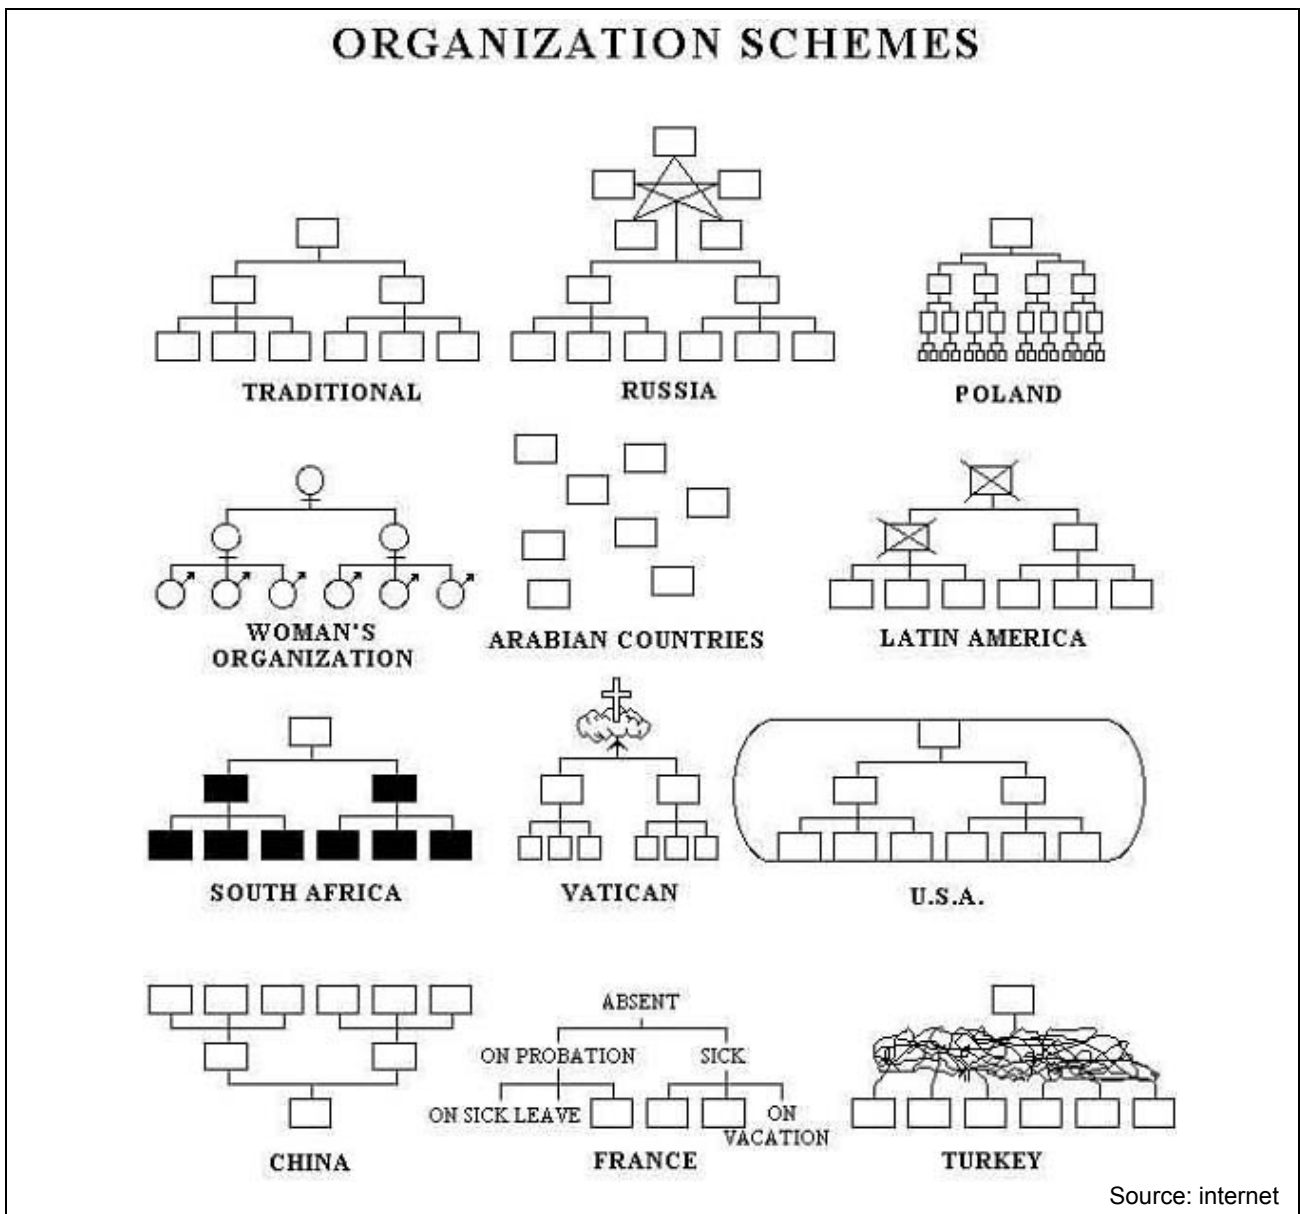 ORGANIZATION SCHEMES
TRADITIONAL
RUSSIA
POLAND
WOMAN'S
ORGANIZATION
ARABIAN COUNTRIES
LATIN AMERICA
SOUTH AFRICA
VATICAN
U.S.A.
CHINA
ABSENT
ON PROBATION
SICK
ON SICK LEAVE
ON
VACATION
FRANCE
TURKEY
Source: internet